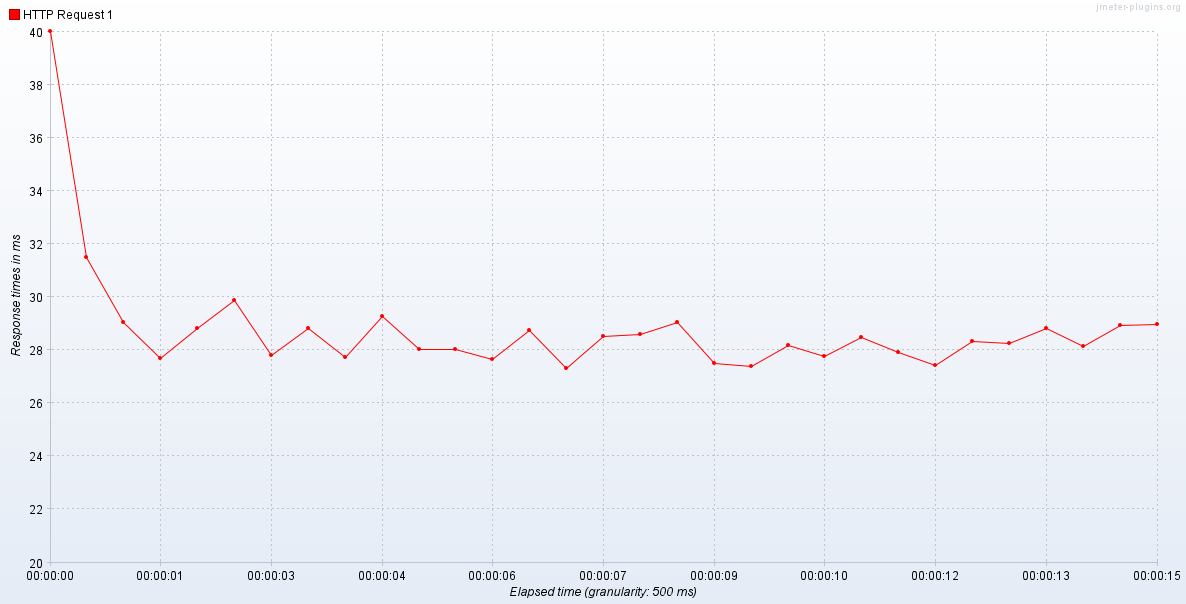 jmeter-plugins.org
HTTP Request 1
40
38
36
34
32
30
28
26
24
22
20
Response times in ms
00:00:00 00:00:01 00:00:03 00:00:04 00:00:06 00:00:07 00:00:09 00:00:10 00:00:12 00:00:13 00:00:15
Elapsed time (granularity: 500 ms)